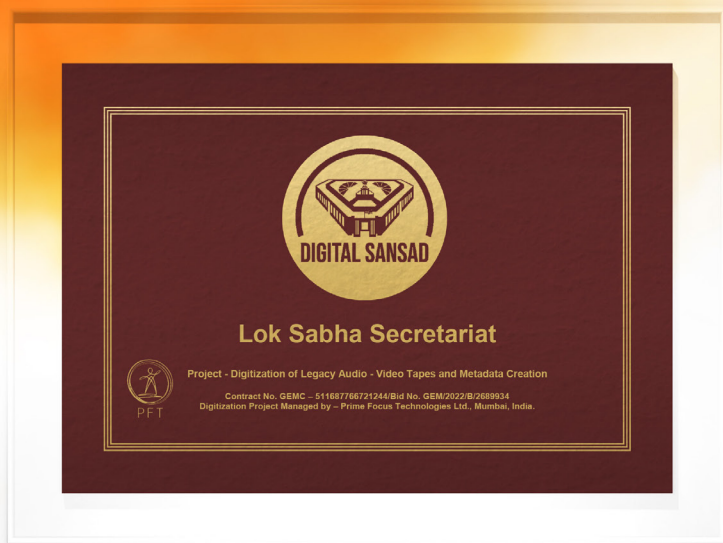 DIGITAL SANSAD
Lok Sabha Secretariat
Project - Digitization of Legacy Audio - Video Tapes and Metadata Creation
Contract No. GEMC – 511687766721244/Bid No. GEM/2022/B/2689934
Digitization Project Managed by – Prime Focus Technologies Ltd., Mumbai, India.
PFT